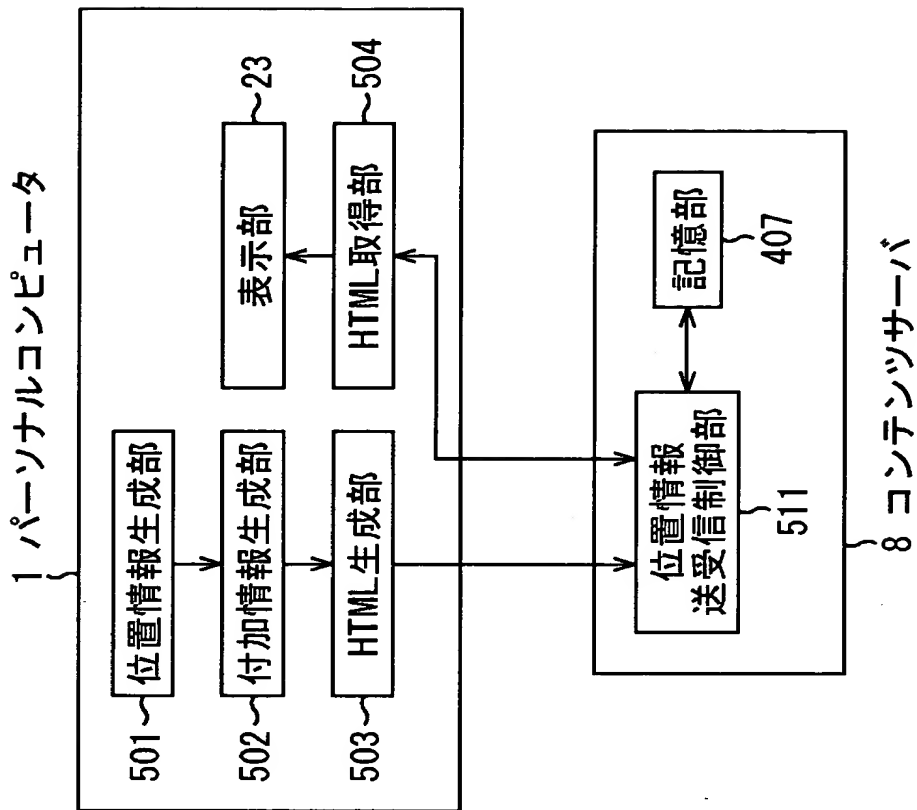 1 パーソナルコンピュータ
501
位置情報生成部
502
付加情報生成部
503
HTML生成部
表示部
23
HTML取得部
504
位置情報
送受信制御部
511
記憶部
407
8 コンテンツサーバ